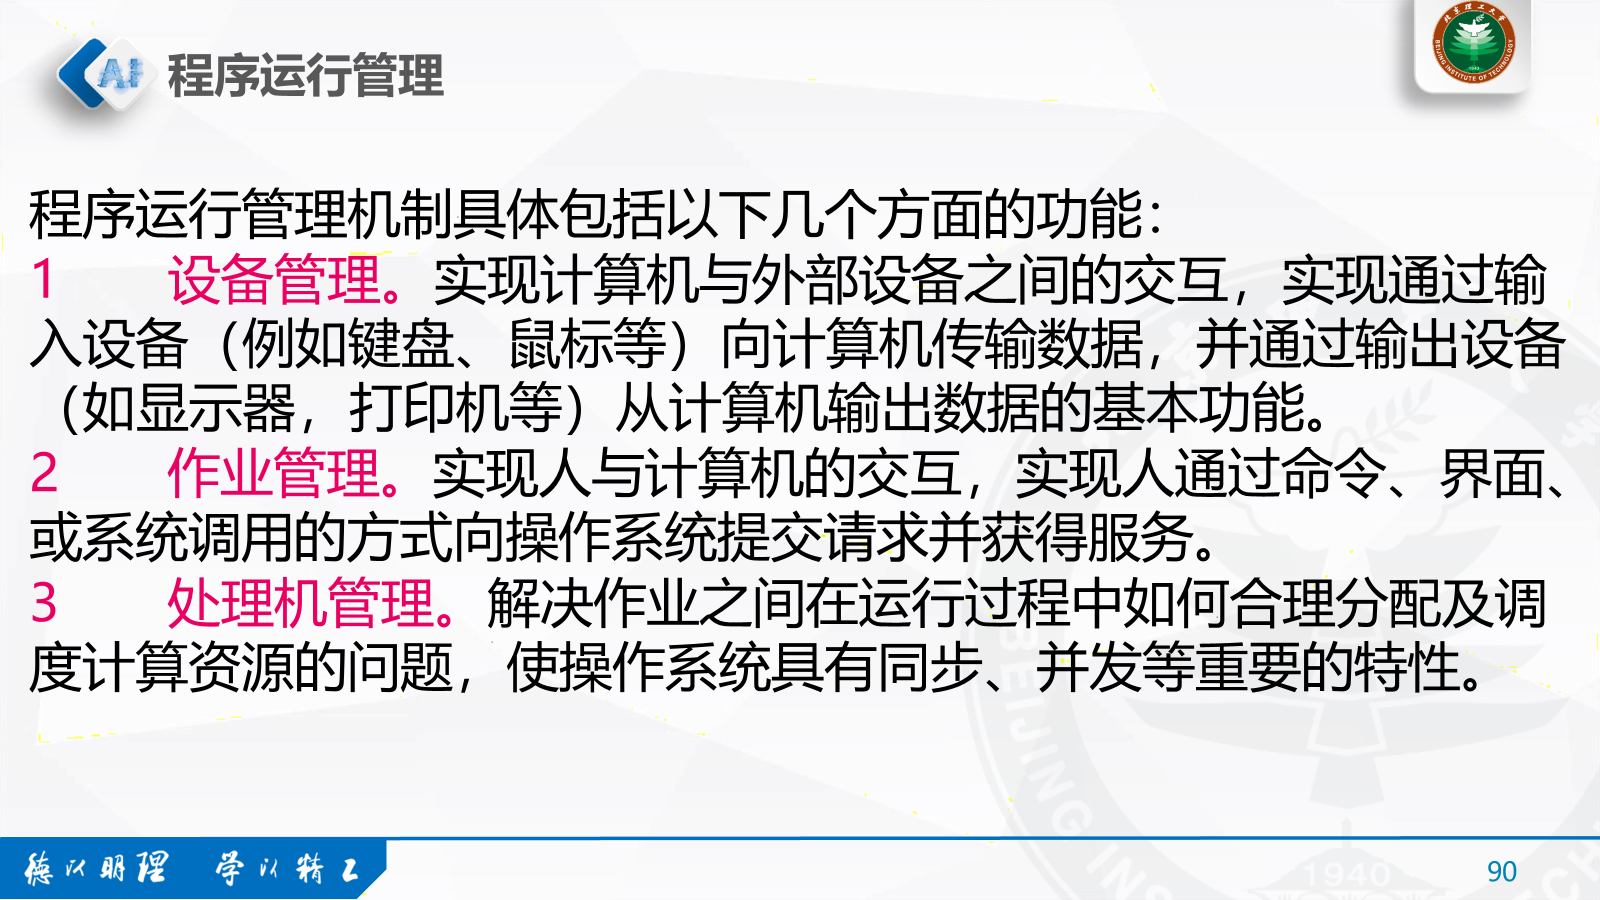 AI
程序运行管理
北京理工大学
BEIJING INSTITUTE OF TECHNOLOGY
1940
程序运行管理机制具体包括以下几个方面的功能：
1 设备管理。实现计算机与外部设备之间的交互，实现通过输
入设备（例如键盘、鼠标等）向计算机传输数据，并通过输出设备
（如显示器，打印机等）从计算机输出数据的基本功能。
2 作业管理。实现人与计算机的交互，实现人通过命令、界面、
或系统调用的方式向操作系统提交请求并获得服务。
3 处理机管理。解决作业之间在运行过程中如何合理分配及调
度计算资源的问题，使操作系统具有同步、并发等重要的特性。
BEIJING INS
1940
德以明理 学以精工
90